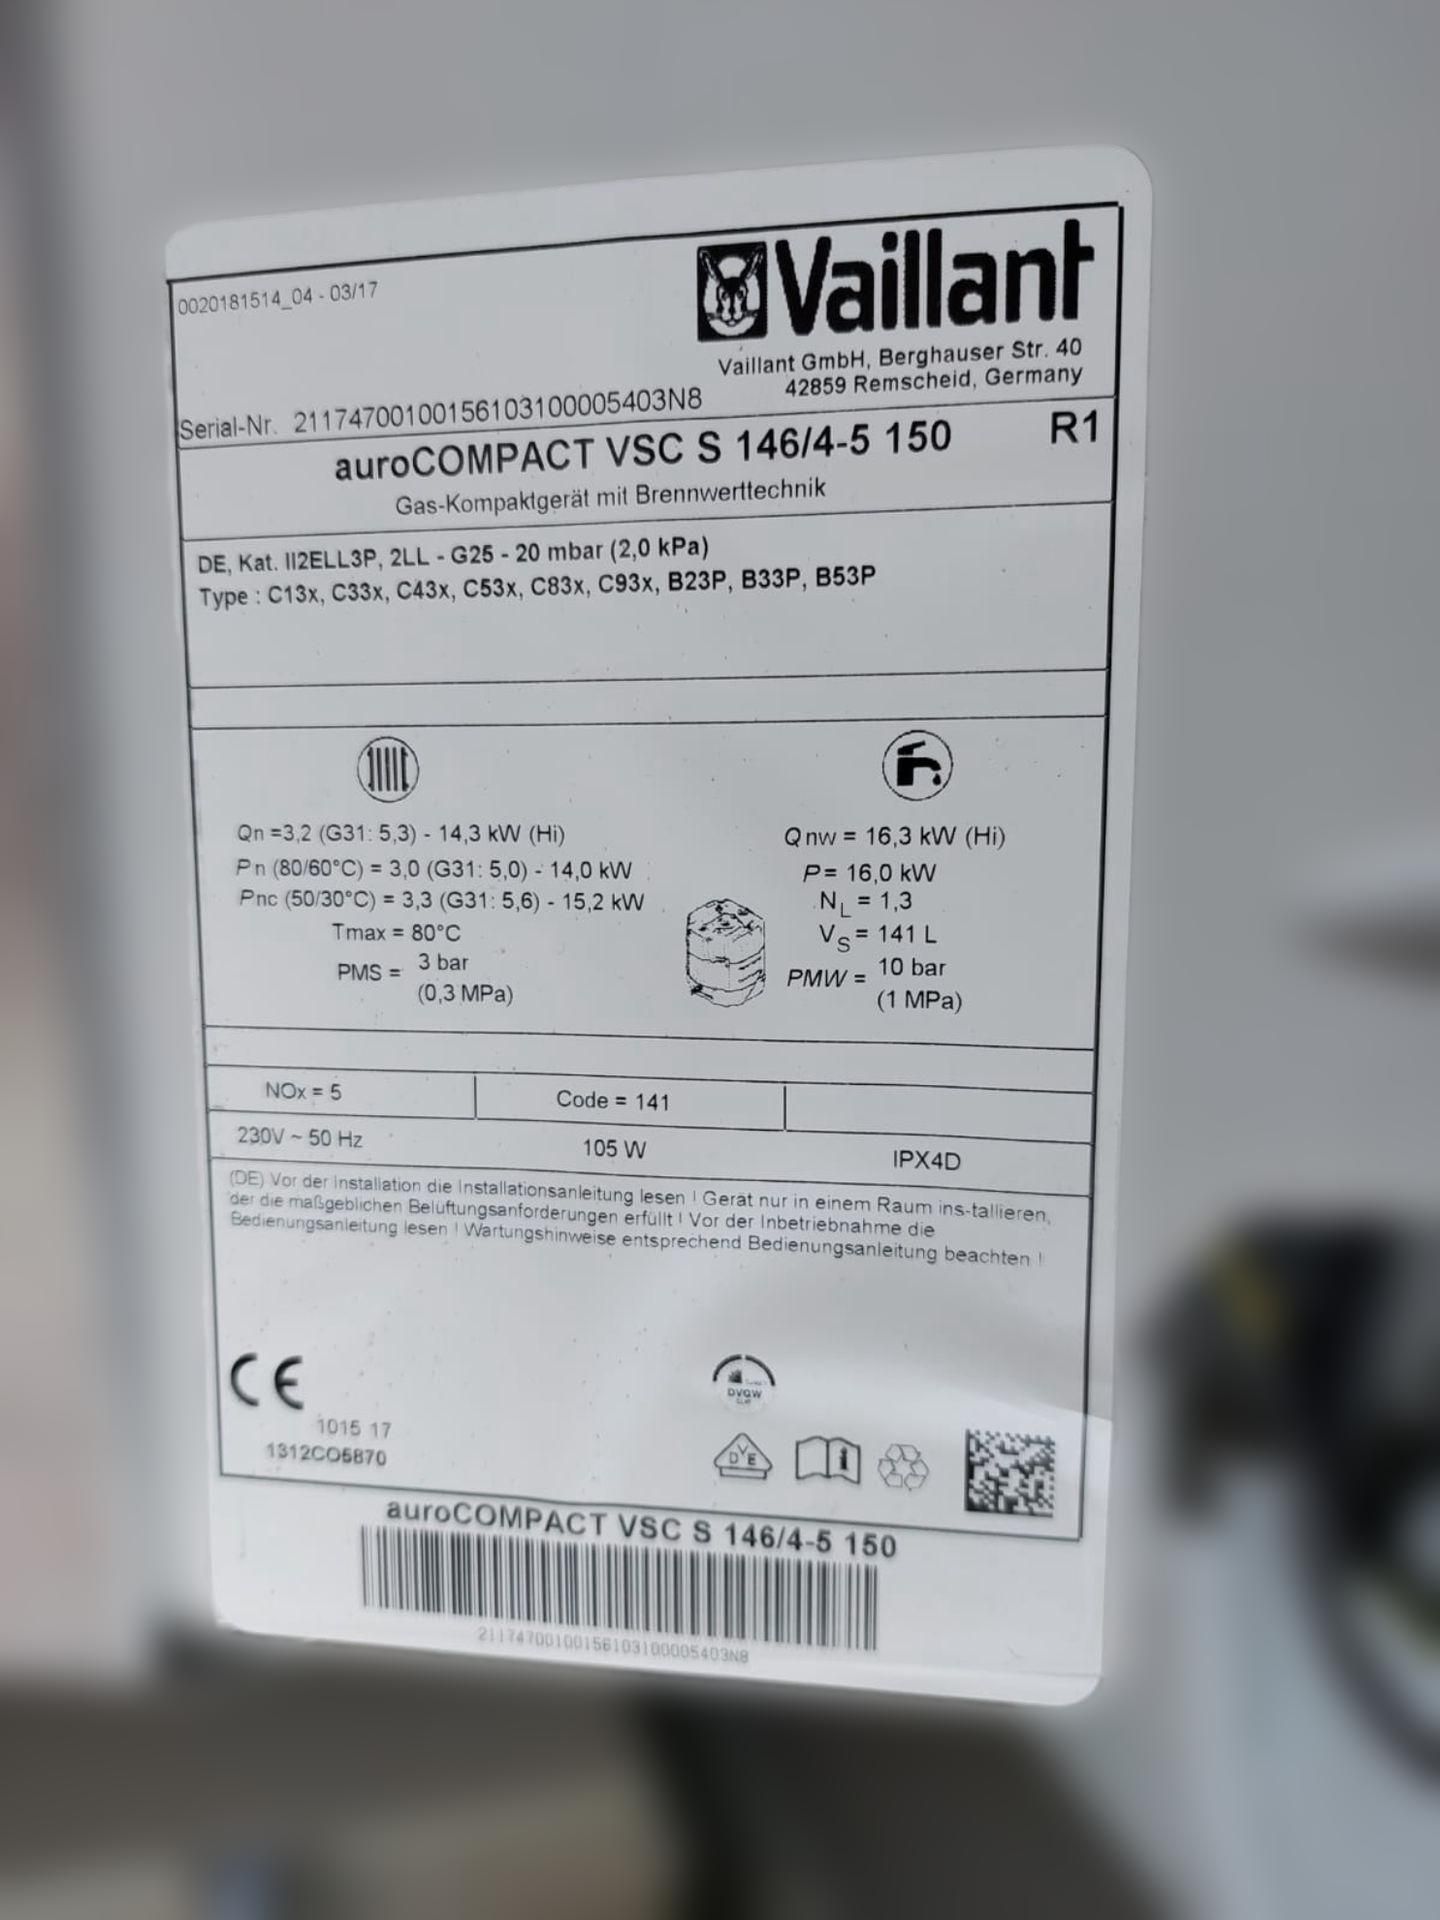 0020181514_04 - 03/17
Vaillant
Vaillant GmbH, Berghauser Str. 40
42859 Remscheid, Germany
Serial-Nr. 21174700100156103100005403N8
auroCOMPACT VSC S 146/4-5 150 R1
Gas-Kompaktgerät mit Brennwerttechnik
DE, Kat. II2ELL3P, 2LL - G25 - 20 mbar (2,0 kPa)
Type : C13x, C33x, C43x, C53x, C83x, C93x, B23P, B33P, B53P
Qn =3,2 (G31: 5,3) - 14,3 kW (Hi)
Pn (80/60°C) = 3,0 (G31: 5,0) - 14,0 kW
Pnc (50/30°C) = 3,3 (G31: 5,6) - 15,2 kW
Tmax = 80°C
PMS = 3 bar
(0,3 MPa)
Qnw = 16,3 kW (Hi)
P= 16,0 kW
NL = 1,3
VS = 141 L
PMW = 10 bar
(1 MPa)
NOx = 5 Code = 141
230V ~ 50 Hz 105 W IPX4D
(DE) Vor der Installation die Installationsanleitung lesen ! Gerät nur in einem Raum ins-tallieren,
der die maßgeblichen Belüftungsanforderungen erfüllt ! Vor der Inbetriebnahme die
Bedienungsanleitung lesen ! Wartungshinweise entsprechend Bedienungsanleitung beachten !
CE
1015 17
1312CO5870
DVGW
DVE
i
auroCOMPACT VSC S 146/4-5 150
21174700100156103100005403N8